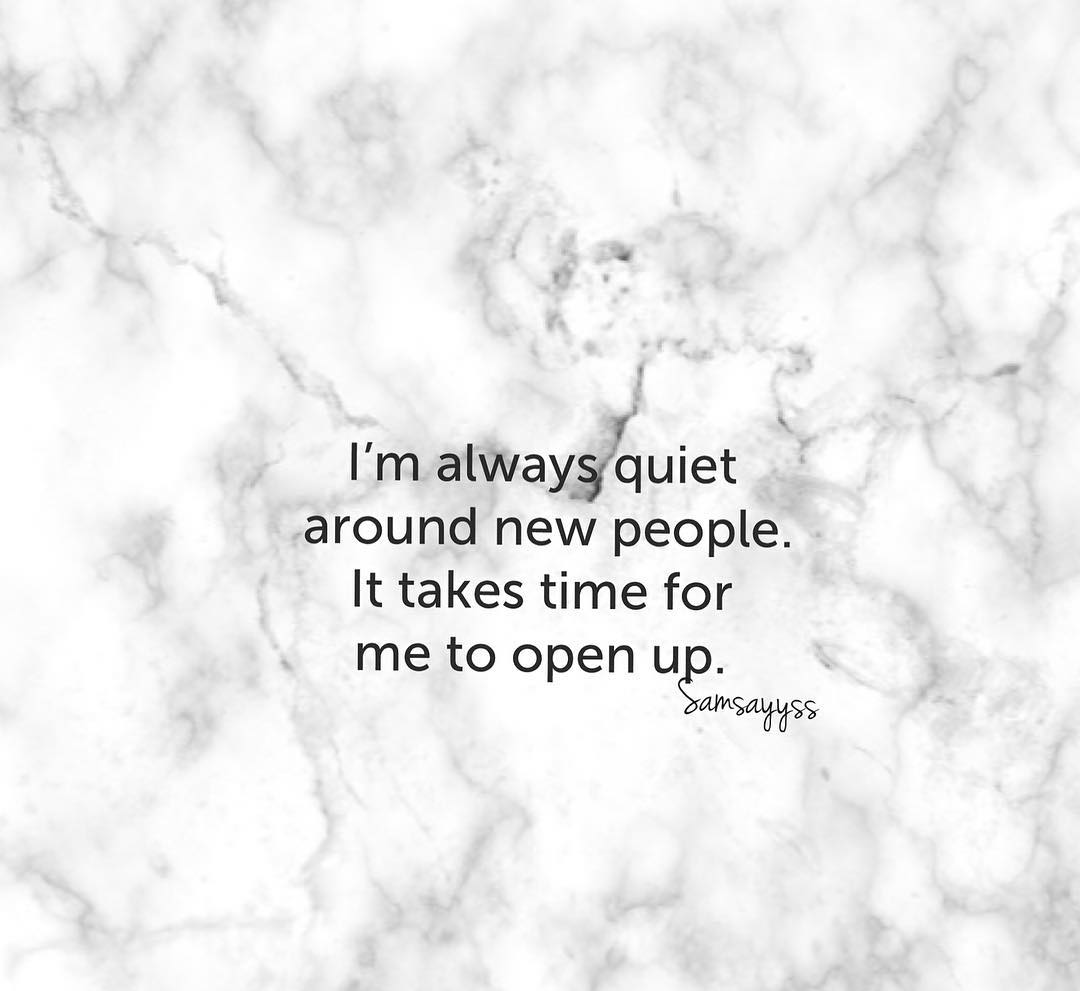 I’m always quiet
around new people.
It takes time for
me to open up.
Samsayyss